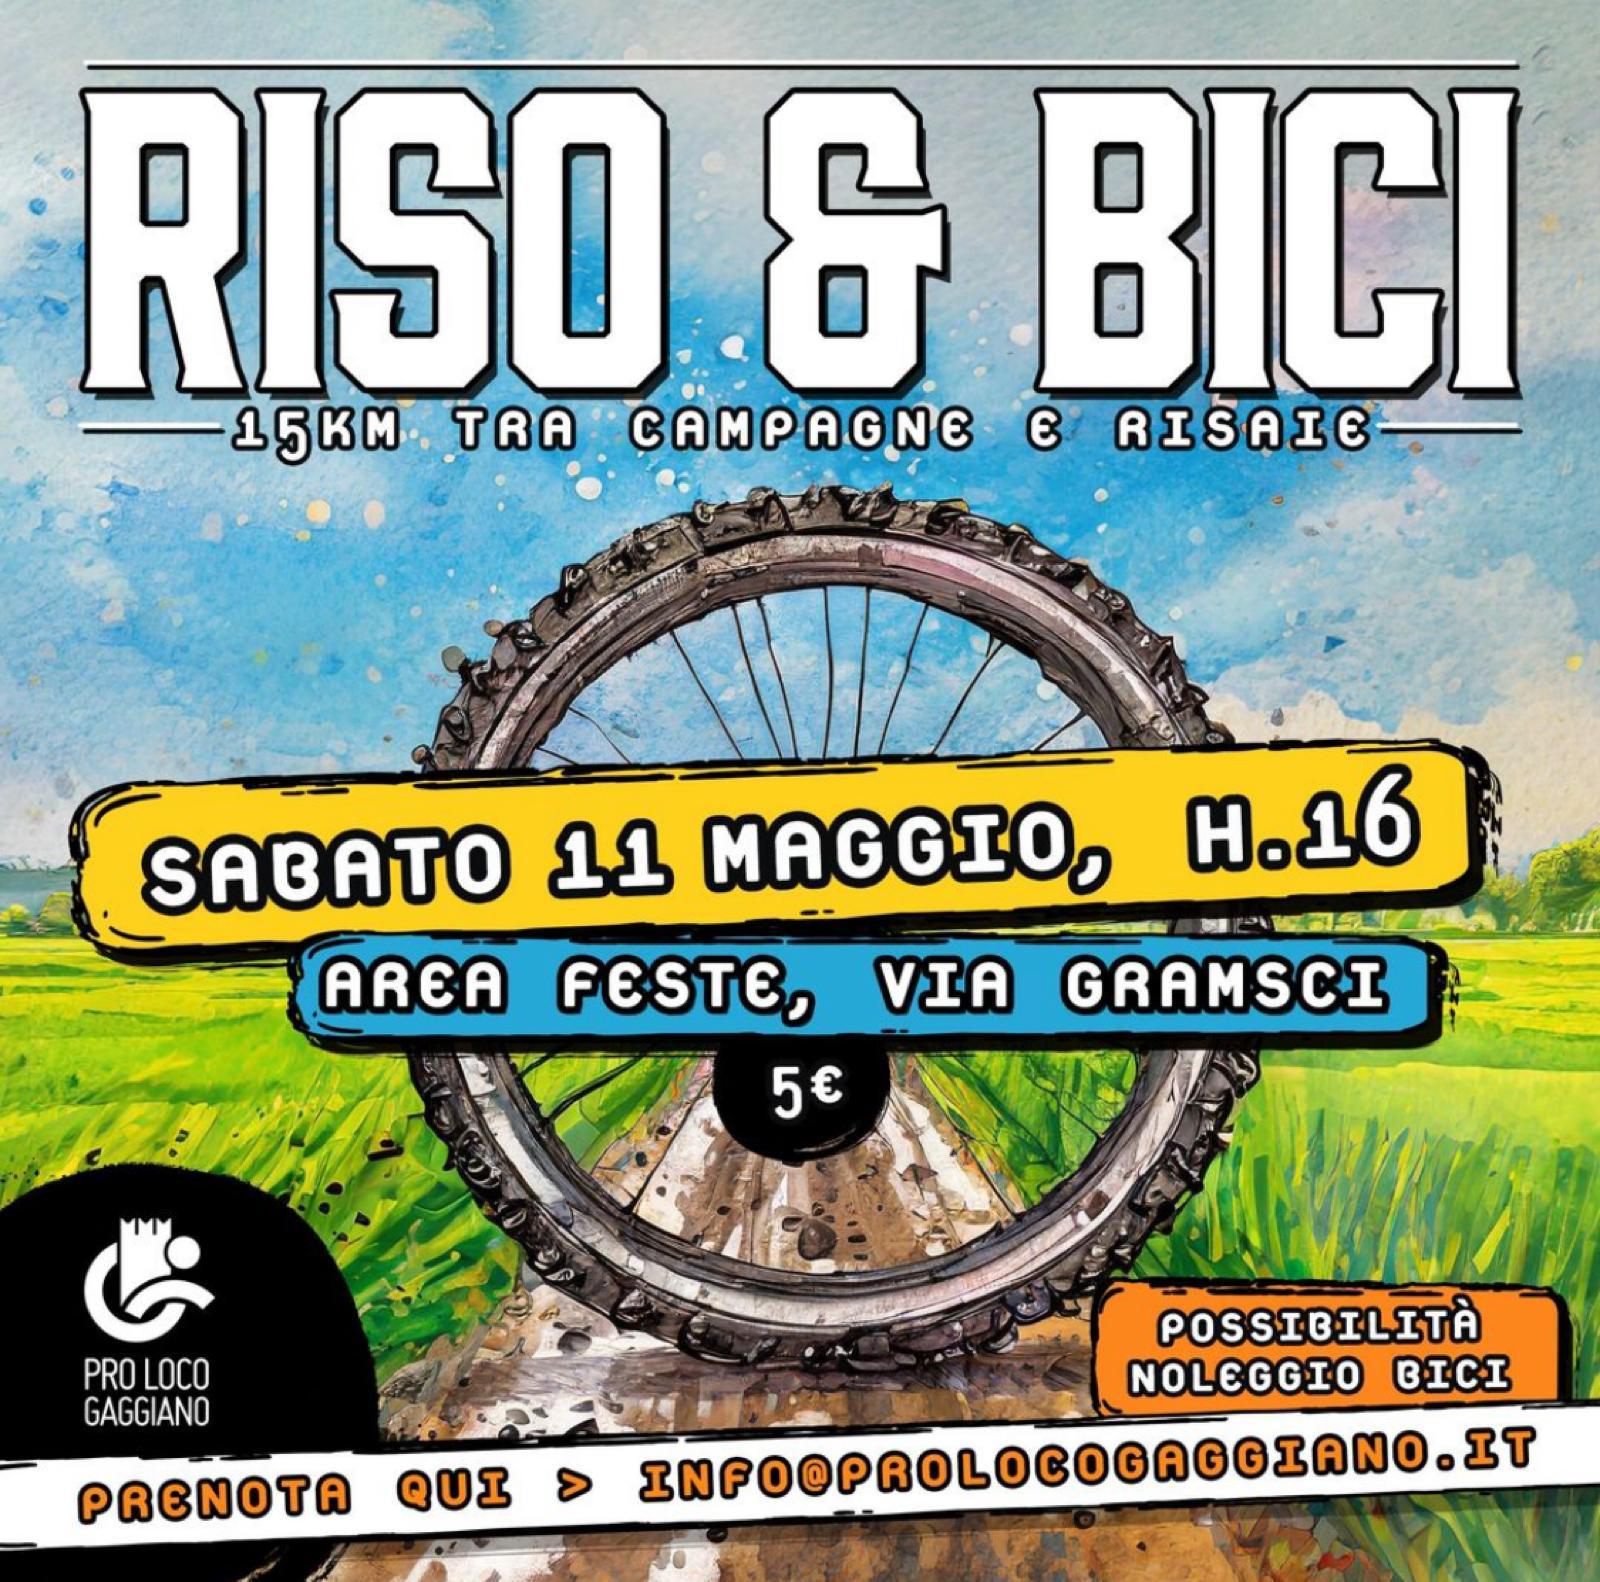 RISO & BICI
15KM TRA CAMPAGNE E RISAIE
SABATO 11 MAGGIO, H.16
AREA FESTE, VIA GRAMSCI
5€
POSSIBILITÀ
NOLEGGIO BICI
PRO LOCO
GAGGIANO
PRENOTA QUI > INFO@PROLOCOGAGGIANO.IT